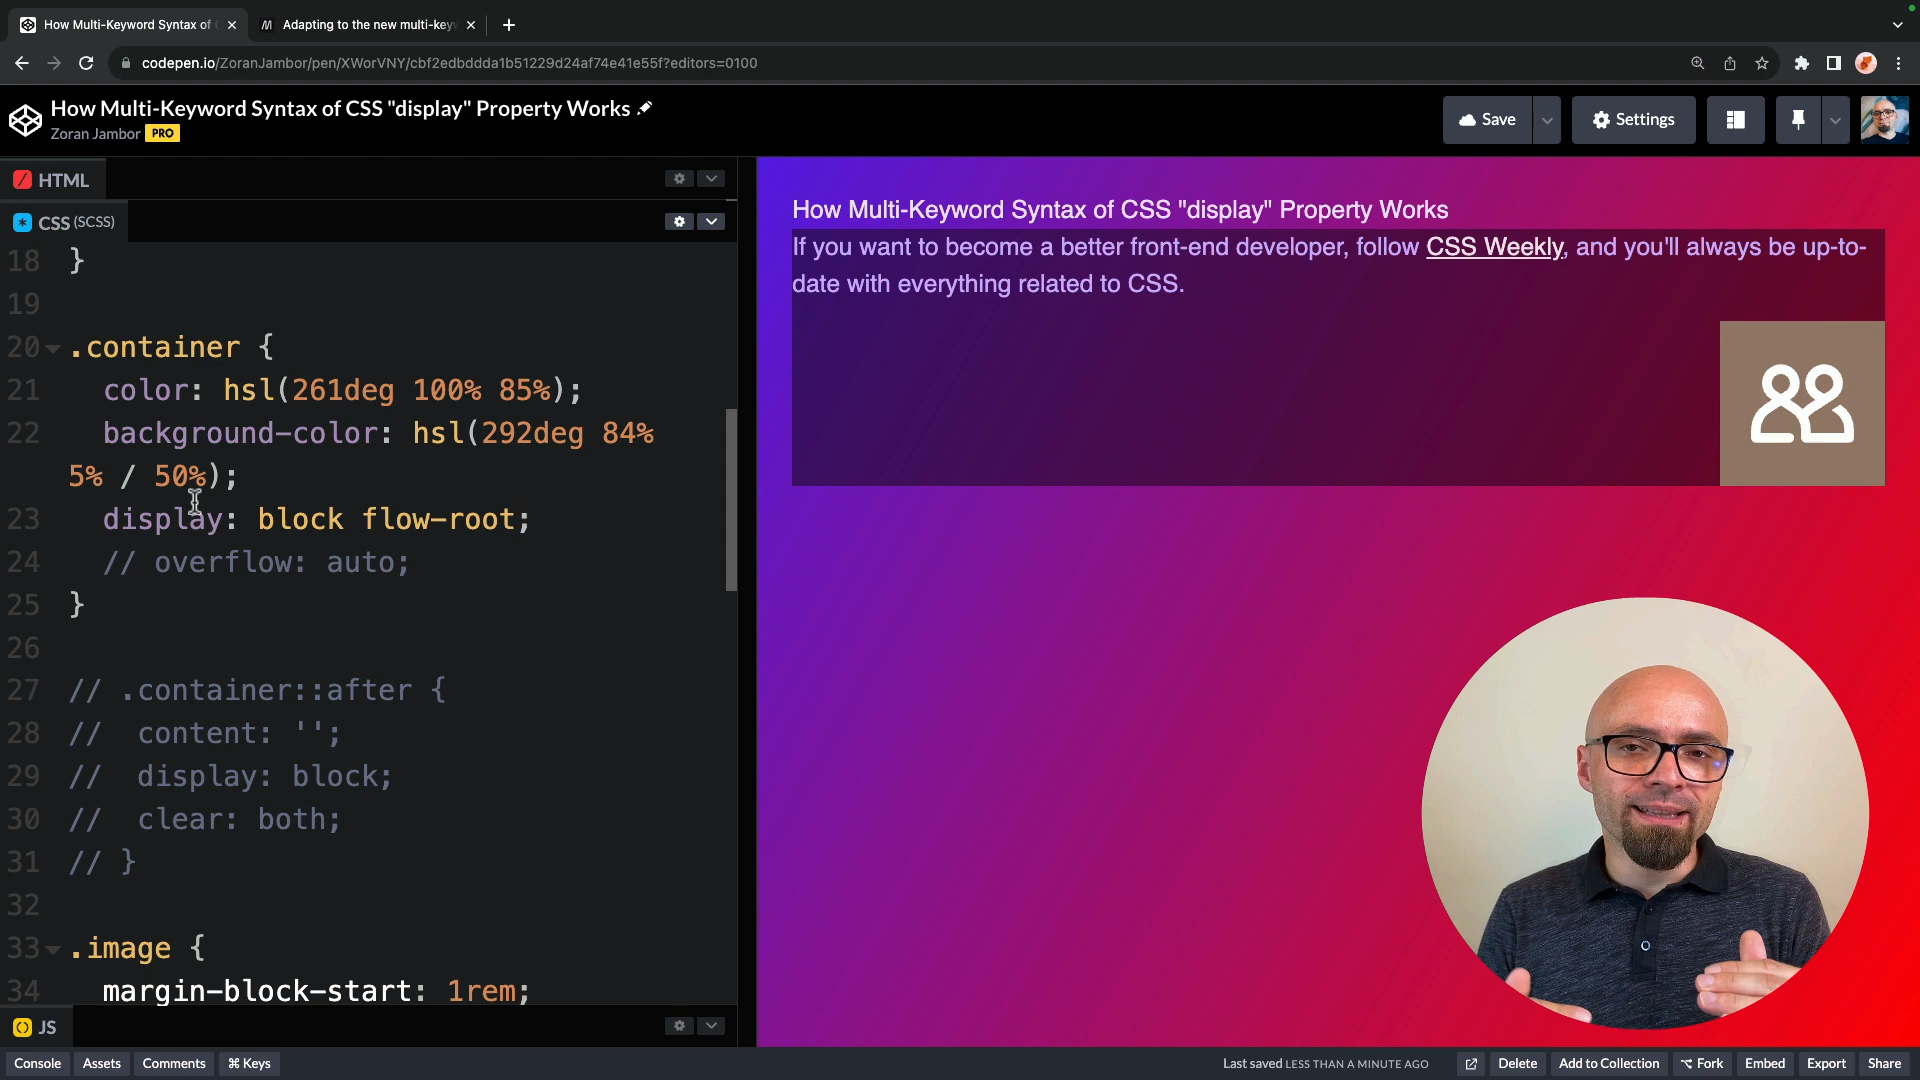 How Multi-Keyword Syntax of
Adapting to the new multi-key
codepen.io/ZoranJambor/pen/XWorVNY/cbf2edbddda1b51229d24af74e41e55f?editors=0100
How Multi-Keyword Syntax of CSS "display" Property Works
Zoran Jambor PRO
Save
Settings
HTML
CSS (SCSS)
18 }
19
20 .container {
21 color: hsl(261deg 100% 85%);
22 background-color: hsl(292deg 84%
5% / 50%);
23 display: block flow-root;
24 // overflow: auto;
25 }
26
27 // .container::after {
28 // content: '';
29 // display: block;
30 // clear: both;
31 // }
32
33 .image {
34 margin-block-start: 1rem;
JS
How Multi-Keyword Syntax of CSS "display" Property Works
If you want to become a better front-end developer, follow CSS Weekly, and you'll always be up-to-
date with everything related to CSS.
Console Assets Comments ⌘ Keys
Last saved LESS THAN A MINUTE AGO Delete Add to Collection Fork Embed Export Share